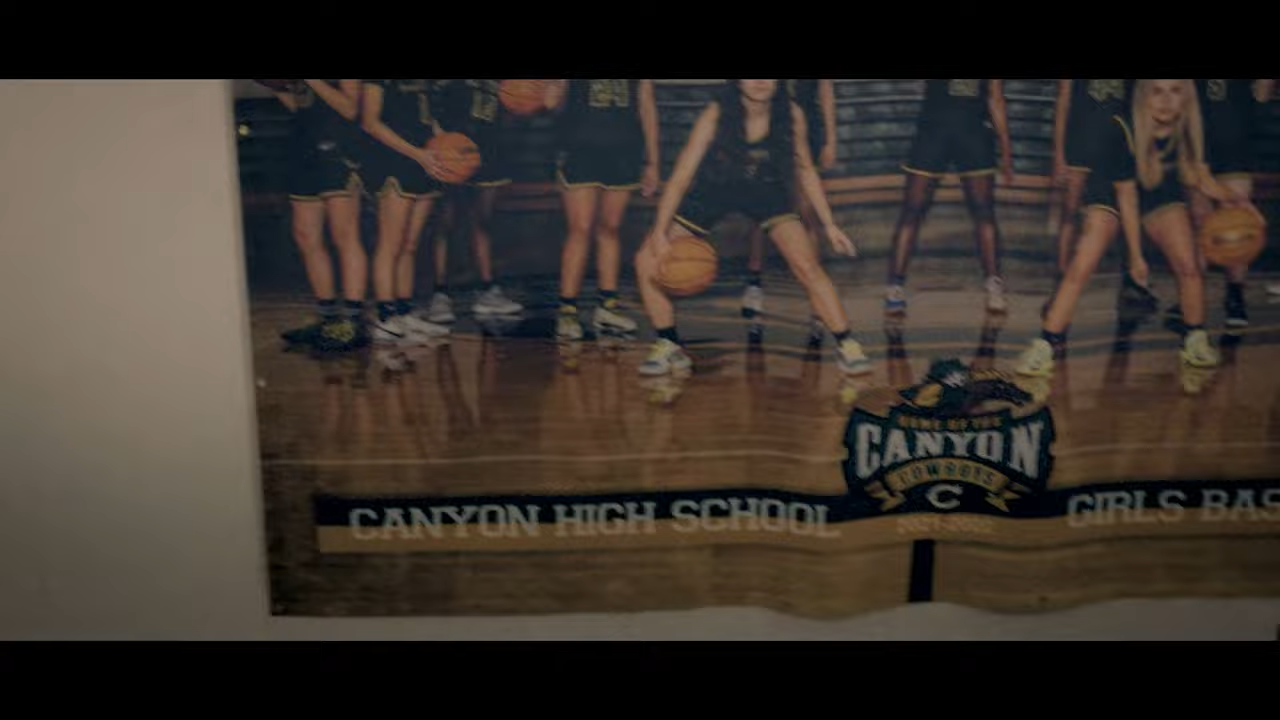 HOME OF THE
CANYON
COWBOYS
C
CANYON HIGH SCHOOL
GIRLS BAS